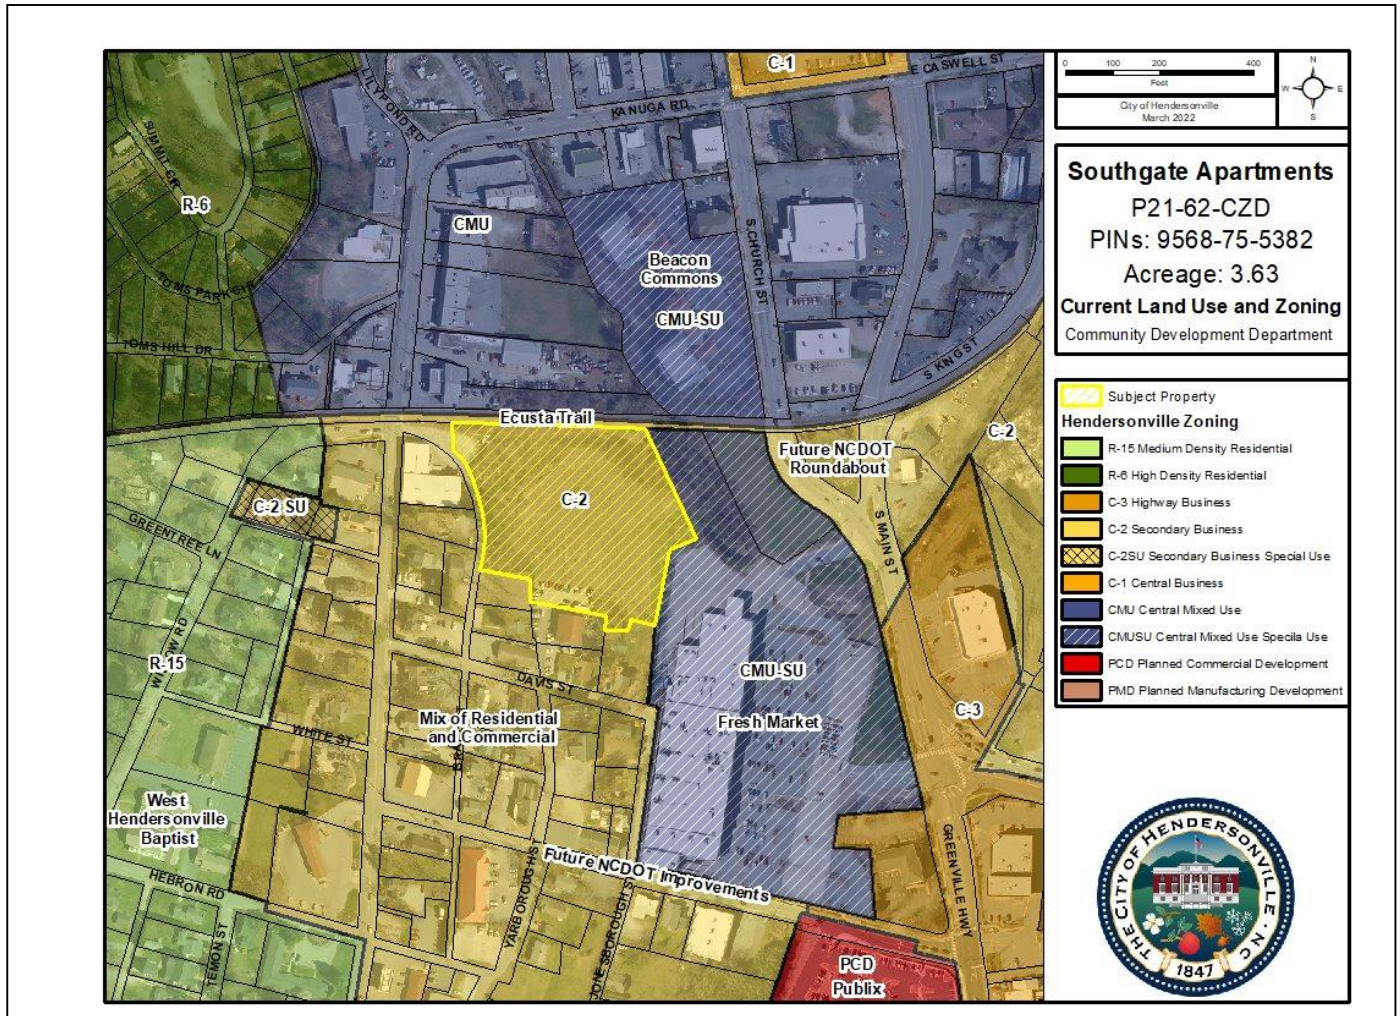 C-1
E CASWELL ST
KANUGA RD
LILLYPOND RD
SUMMIT CR
R-6
CMU
S CHURCH ST
Beacon
Commons
CMU-SU
TOMS PARK CIR
TOMS HILL DR
S KING ST
Ecusta Trail
Future NCDOT
Roundabout
C-2
C-2
C-2 SU
GREENTREE LN
S MAIN ST
WILLOW RD
R-15
CMU-SU
DAVIS ST
Mix of Residential
and Commercial
Fresh Market
C-3
WHITE ST
West
Hendersonville
Baptist
HEBRON RD
Future NCDOT Improvements
YARBOROUGH ST
JONESBOROUGH ST
GREENVILLE HWY
TEMON ST
PCD
Publix
0 100 200 400
Feet
City of Hendersonville
March 2022
N
W E
S
Southgate Apartments
P21-62-CZD
PINs: 9568-75-5382
Acreage: 3.63
Current Land Use and Zoning
Community Development Department
Subject Property
Hendersonville Zoning
R-15 Medium Density Residential
R-6 High Density Residential
C-3 Highway Business
C-2 Secondary Business
C-2SU Secondary Business Special Use
C-1 Central Business
CMU Central Mixed Use
CMUSU Central Mixed Use Specila Use
PCD Planned Commercial Development
PMD Planned Manufacturing Development
THE CITY OF HENDERSONVILLE · N.C.
1847